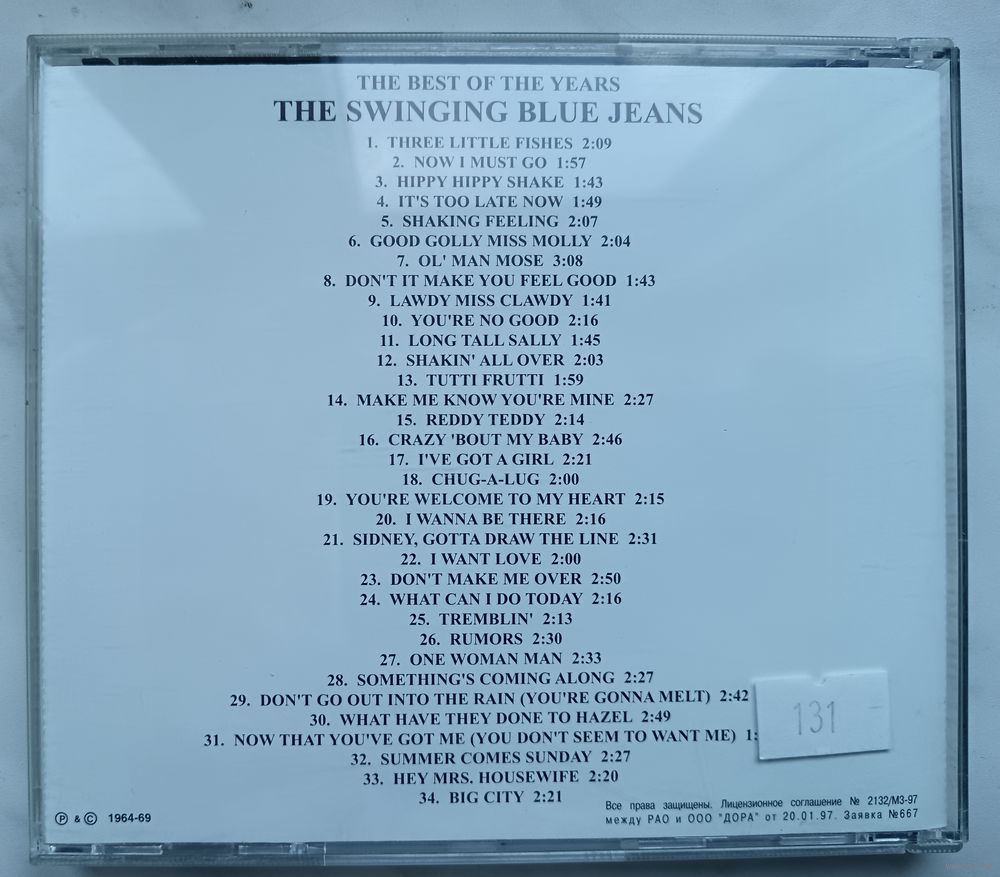 THE BEST OF THE YEARS
THE SWINGING BLUE JEANS
1. THREE LITTLE FISHES 2:09
2. NOW I MUST GO 1:57
3. HIPPY HIPPY SHAKE 1:43
4. IT'S TOO LATE NOW 1:49
5. SHAKING FEELING 2:07
6. GOOD GOLLY MISS MOLLY 2:04
7. OL' MAN MOSE 3:08
8. DON'T IT MAKE YOU FEEL GOOD 1:43
9. LAWDY MISS CLAWDY 1:41
10. YOU'RE NO GOOD 2:16
11. LONG TALL SALLY 1:45
12. SHAKIN' ALL OVER 2:03
13. TUTTI FRUTTI 1:59
14. MAKE ME KNOW YOU'RE MINE 2:27
15. REDDY TEDDY 2:14
16. CRAZY 'BOUT MY BABY 2:46
17. I'VE GOT A GIRL 2:21
18. CHUG-A-LUG 2:00
19. YOU'RE WELCOME TO MY HEART 2:15
20. I WANNA BE THERE 2:16
21. SIDNEY, GOTTA DRAW THE LINE 2:31
22. I WANT LOVE 2:00
23. DON'T MAKE ME OVER 2:50
24. WHAT CAN I DO TODAY 2:16
25. TREMBLIN' 2:13
26. RUMORS 2:30
27. ONE WOMAN MAN 2:33
28. SOMETHING'S COMING ALONG 2:27
29. DON'T GO OUT INTO THE RAIN (YOU'RE GONNA MELT) 2:42
30. WHAT HAVE THEY DONE TO HAZEL 2:49
31. NOW THAT YOU'VE GOT ME (YOU DON'T SEEM TO WANT ME) 1:
131
32. SUMMER COMES SUNDAY 2:27
33. HEY MRS. HOUSEWIFE 2:20
34. BIG CITY 2:21
Ⓟ & © 1964-69
Все права защищены. Лицензионное соглашение № 2132/МЗ-97
между РАО и ООО "ДОРА" от 20.01.97. Заявка №667